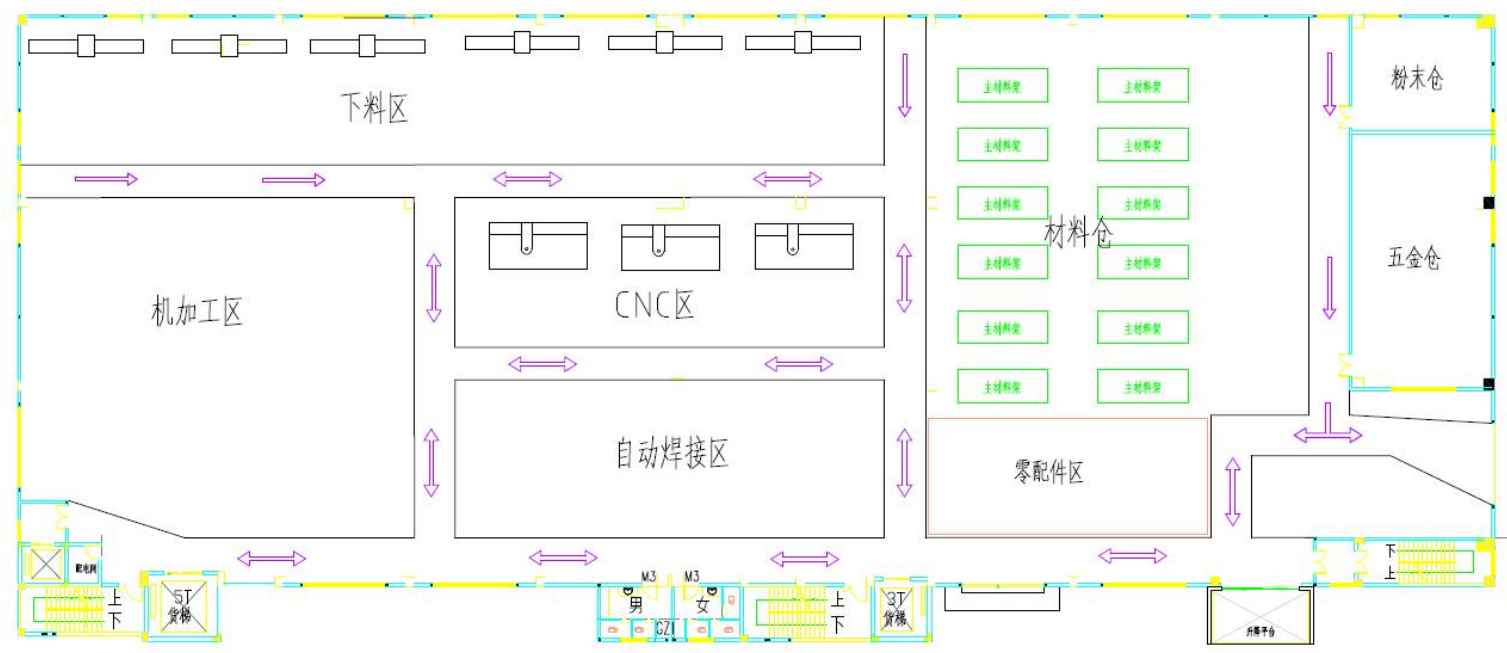 下料区
主材料架 主材料架
粉末仓
主材料架 主材料架
主材料架 主材料架
材料仓
五金仓
主材料架 主材料架
机加工区
CNC区
主材料架 主材料架
主材料架 主材料架
自动焊接区
零配件区
配电间
下
上
M3 M3
5T
货梯
上
下
男
女
GZ1
上
下
3T
货梯
升降平台